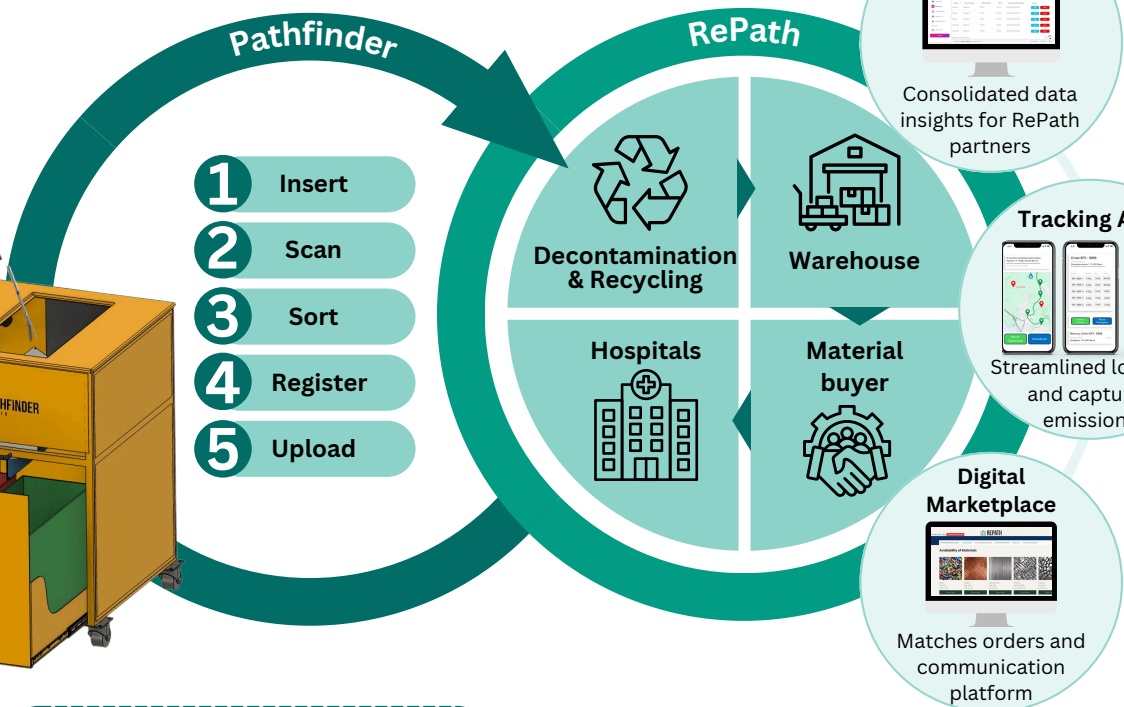 Pathfinder
1 Insert
2 Scan
3 Sort
4 Register
5 Upload
HFINDER
RePath
Decontamination
& Recycling
Warehouse
Hospitals
Material
buyer
Consolidated data
insights for RePath
partners
Tracking A
Streamlined lo
and captu
emission
Digital
Marketplace
REPATH
Availability of Materials
Matches orders and
communication
platform